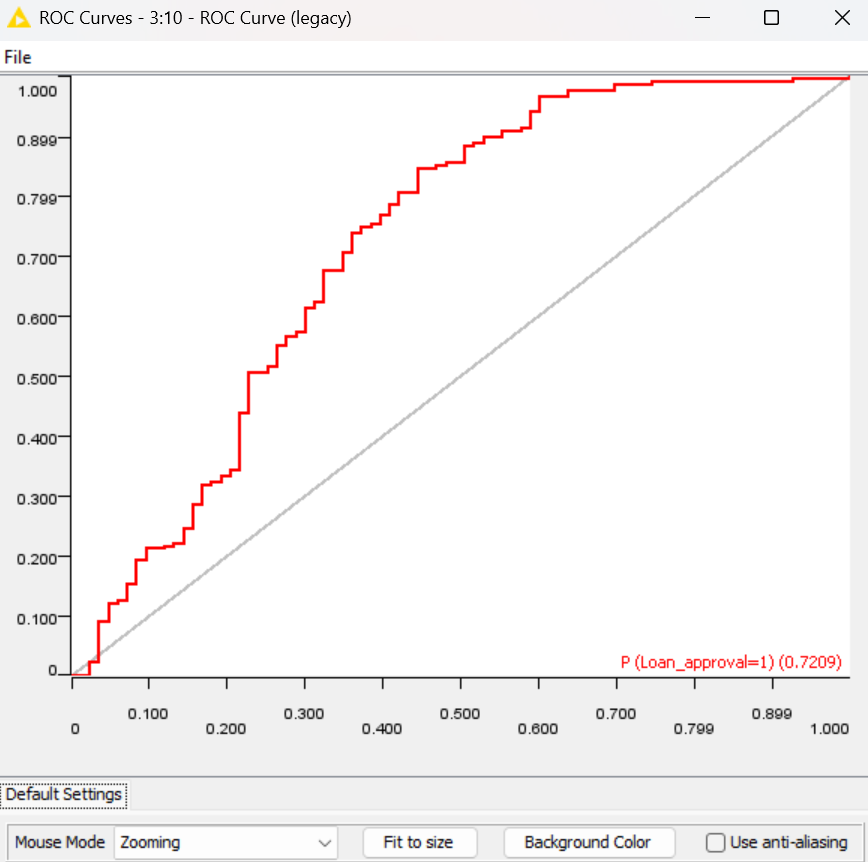 ROC Curves - 3:10 - ROC Curve (legacy)
File
1.000
0.899
0.799
0.700
0.600
0.500
0.400
0.300
0.200
0.100
0
P (Loan_approval=1) (0.7209)
0 0.100 0.200 0.300 0.400 0.500 0.600 0.700 0.799 0.899 1.000
Default Settings
Mouse Mode Zooming Fit to size Background Color Use anti-aliasing